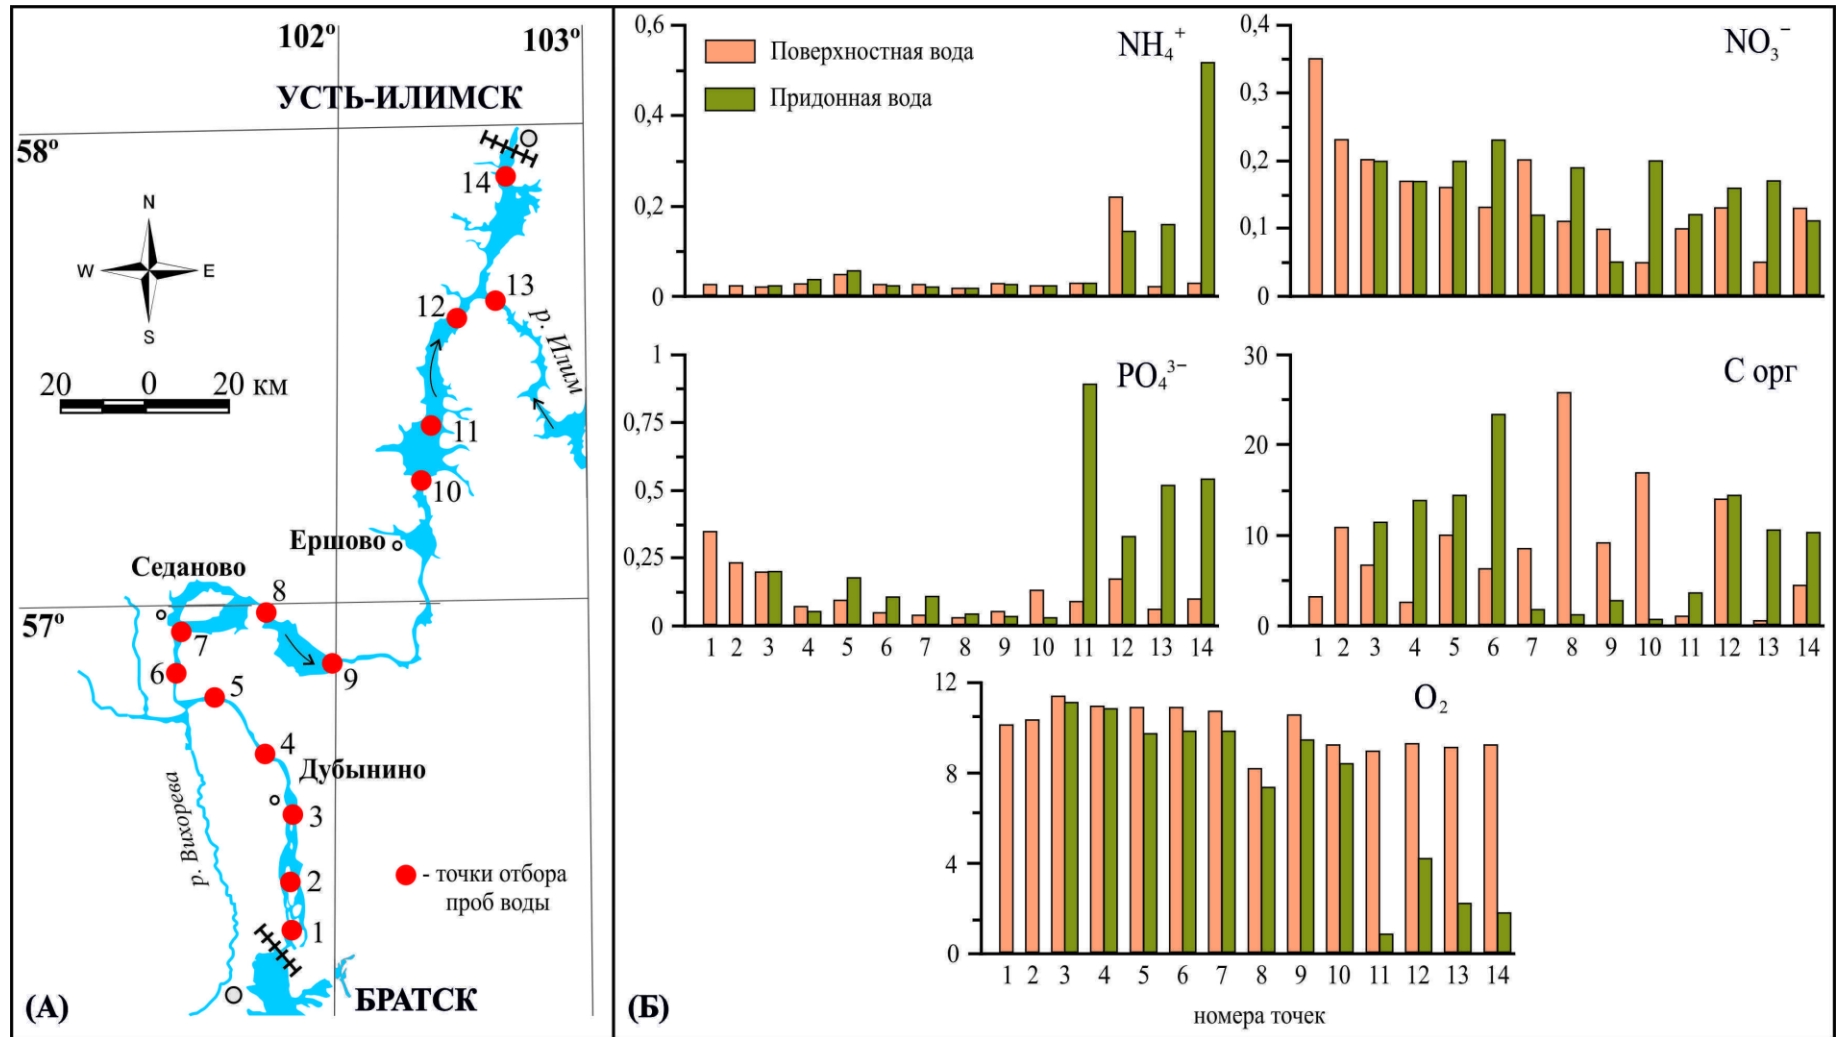 102º
103º
УСТЬ-ИЛИМСК
58º
14
N
W
E
S
13
12
р. Илим
20 0 20 км
11
10
Ершово
Седаново
8
57º
7
9
6
5
4
Дубынино
р. Вихорева
3
- точки отбора
проб воды
2
1
БРАТСК
(А)
0,6
0,4
0,2
0
NH₄⁺
Поверхностная вода
Придонная вода
0,4
0,3
0,2
0,1
0
NO₃⁻
1
0,75
0,5
0,25
0
PO₄³⁻
1 2 3 4 5 6 7 8 9 10 11 12 13 14
30
20
10
0
С орг
1 2 3 4 5 6 7 8 9 10 11 12 13 14
12
8
4
0
O₂
1 2 3 4 5 6 7 8 9 10 11 12 13 14
номера точек
(Б)